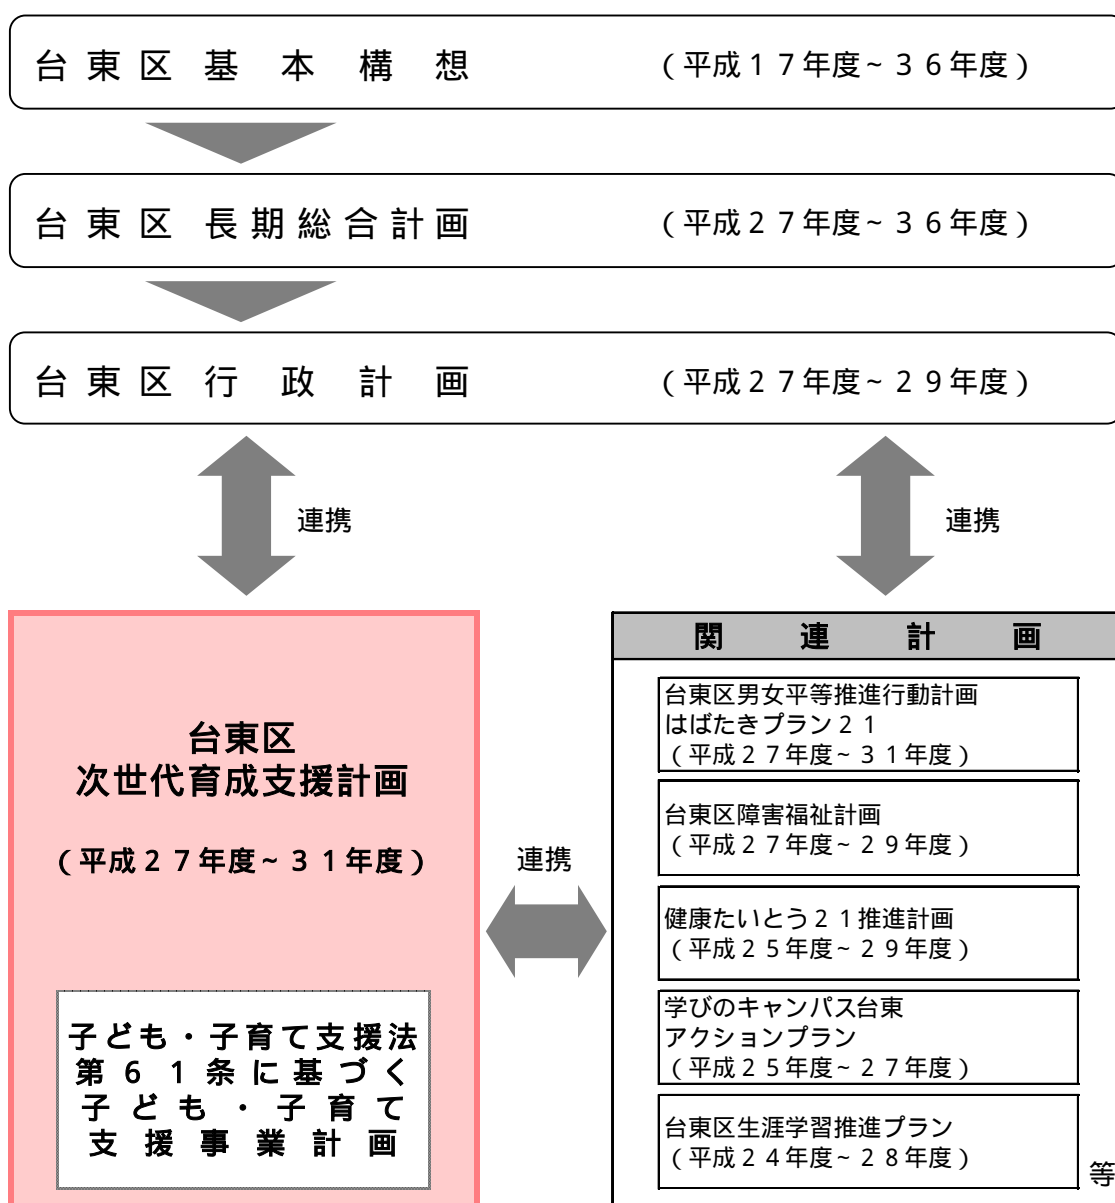 台東区基本構想 （平成１７年度～３６年度）
台東区長期総合計画 （平成２７年度～３６年度）
台東区行政計画 （平成２７年度～２９年度）
連携
連携
台東区
次世代育成支援計画
（平成２７年度～３１年度）
子ども・子育て支援法
第６１条に基づく
子ども・子育て
支援事業計画
連携
関連計画
台東区男女平等推進行動計画
はばたきプラン２１
（平成２７年度～３１年度）
台東区障害福祉計画
（平成２７年度～２９年度）
健康たいとう２１推進計画
（平成２５年度～２９年度）
学びのキャンパス台東
アクションプラン
（平成２５年度～２７年度）
台東区生涯学習推進プラン
（平成２４年度～２８年度）
等